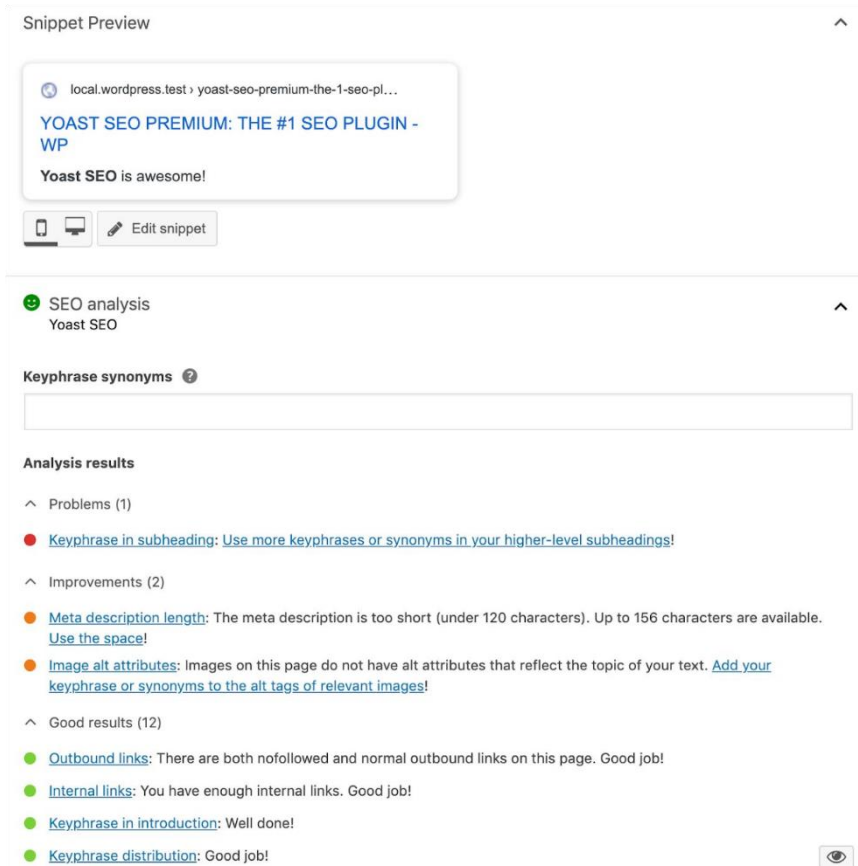 Snippet Preview
local.wordpress.test › yoast-seo-premium-the-1-seo-pl...
YOAST SEO PREMIUM: THE #1 SEO PLUGIN -
WP
Yoast SEO is awesome!
Edit snippet
SEO analysis
Yoast SEO
Keyphrase synonyms ?
Analysis results
Problems (1)
Keyphrase in subheading: Use more keyphrases or synonyms in your higher-level subheadings!
Improvements (2)
Meta description length: The meta description is too short (under 120 characters). Up to 156 characters are available.
Use the space!
Image alt attributes: Images on this page do not have alt attributes that reflect the topic of your text. Add your
keyphrase or synonyms to the alt tags of relevant images!
Good results (12)
Outbound links: There are both nofollowed and normal outbound links on this page. Good job!
Internal links: You have enough internal links. Good job!
Keyphrase in introduction: Well done!
Keyphrase distribution: Good job!